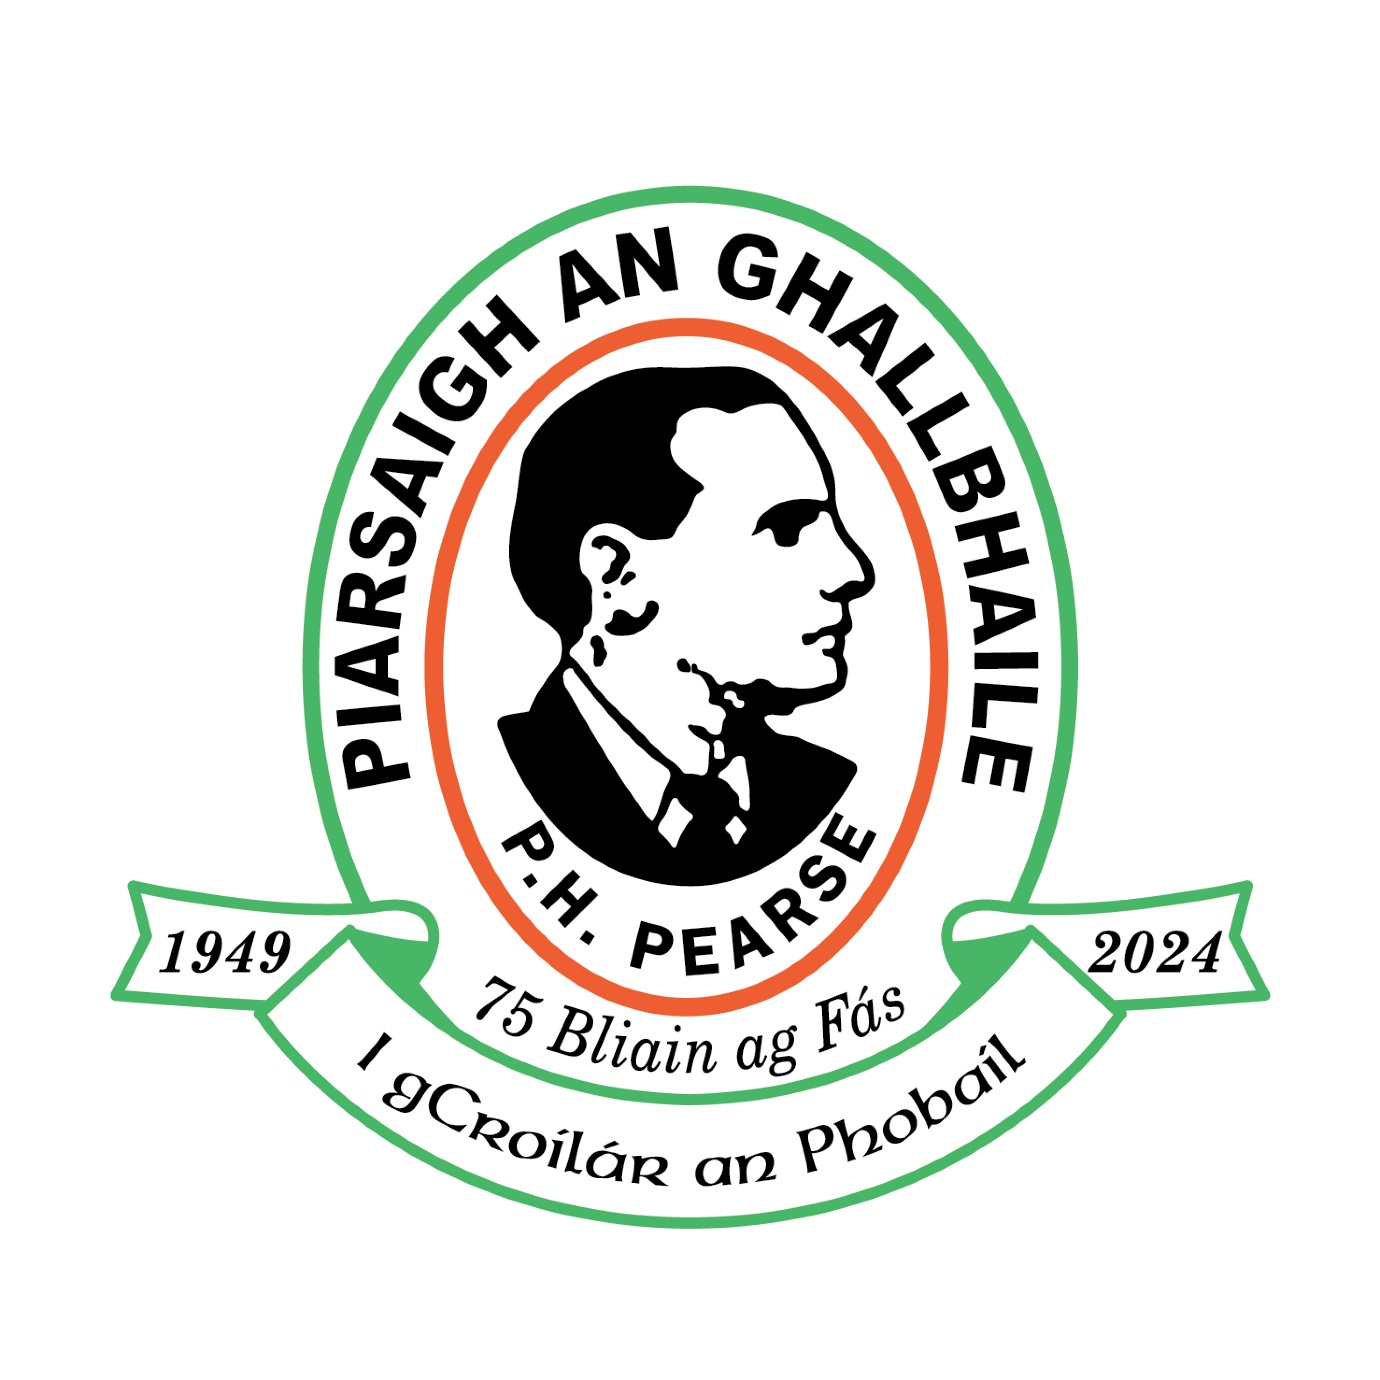 PIARSAIGH AN GHALLBHAILE
P.H. PEARSE
1949
2024
75 Bliain ag Fás
I gCroílár an Phobail